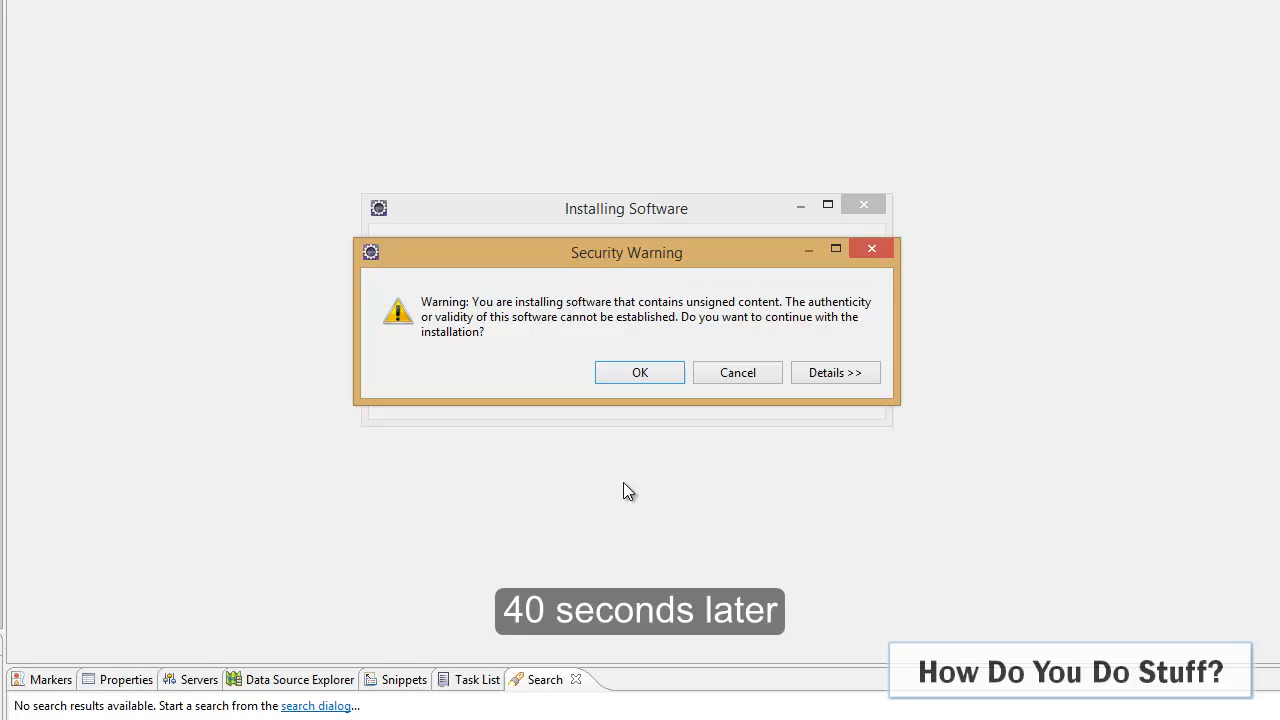 Installing Software
Security Warning
Warning: You are installing software that contains unsigned content. The authenticity
or validity of this software cannot be established. Do you want to continue with the
installation?
OK Cancel Details >>
40 seconds later
How Do You Do Stuff?
Markers Properties Servers Data Source Explorer Snippets Task List Search
No search results available. Start a search from the search dialog...